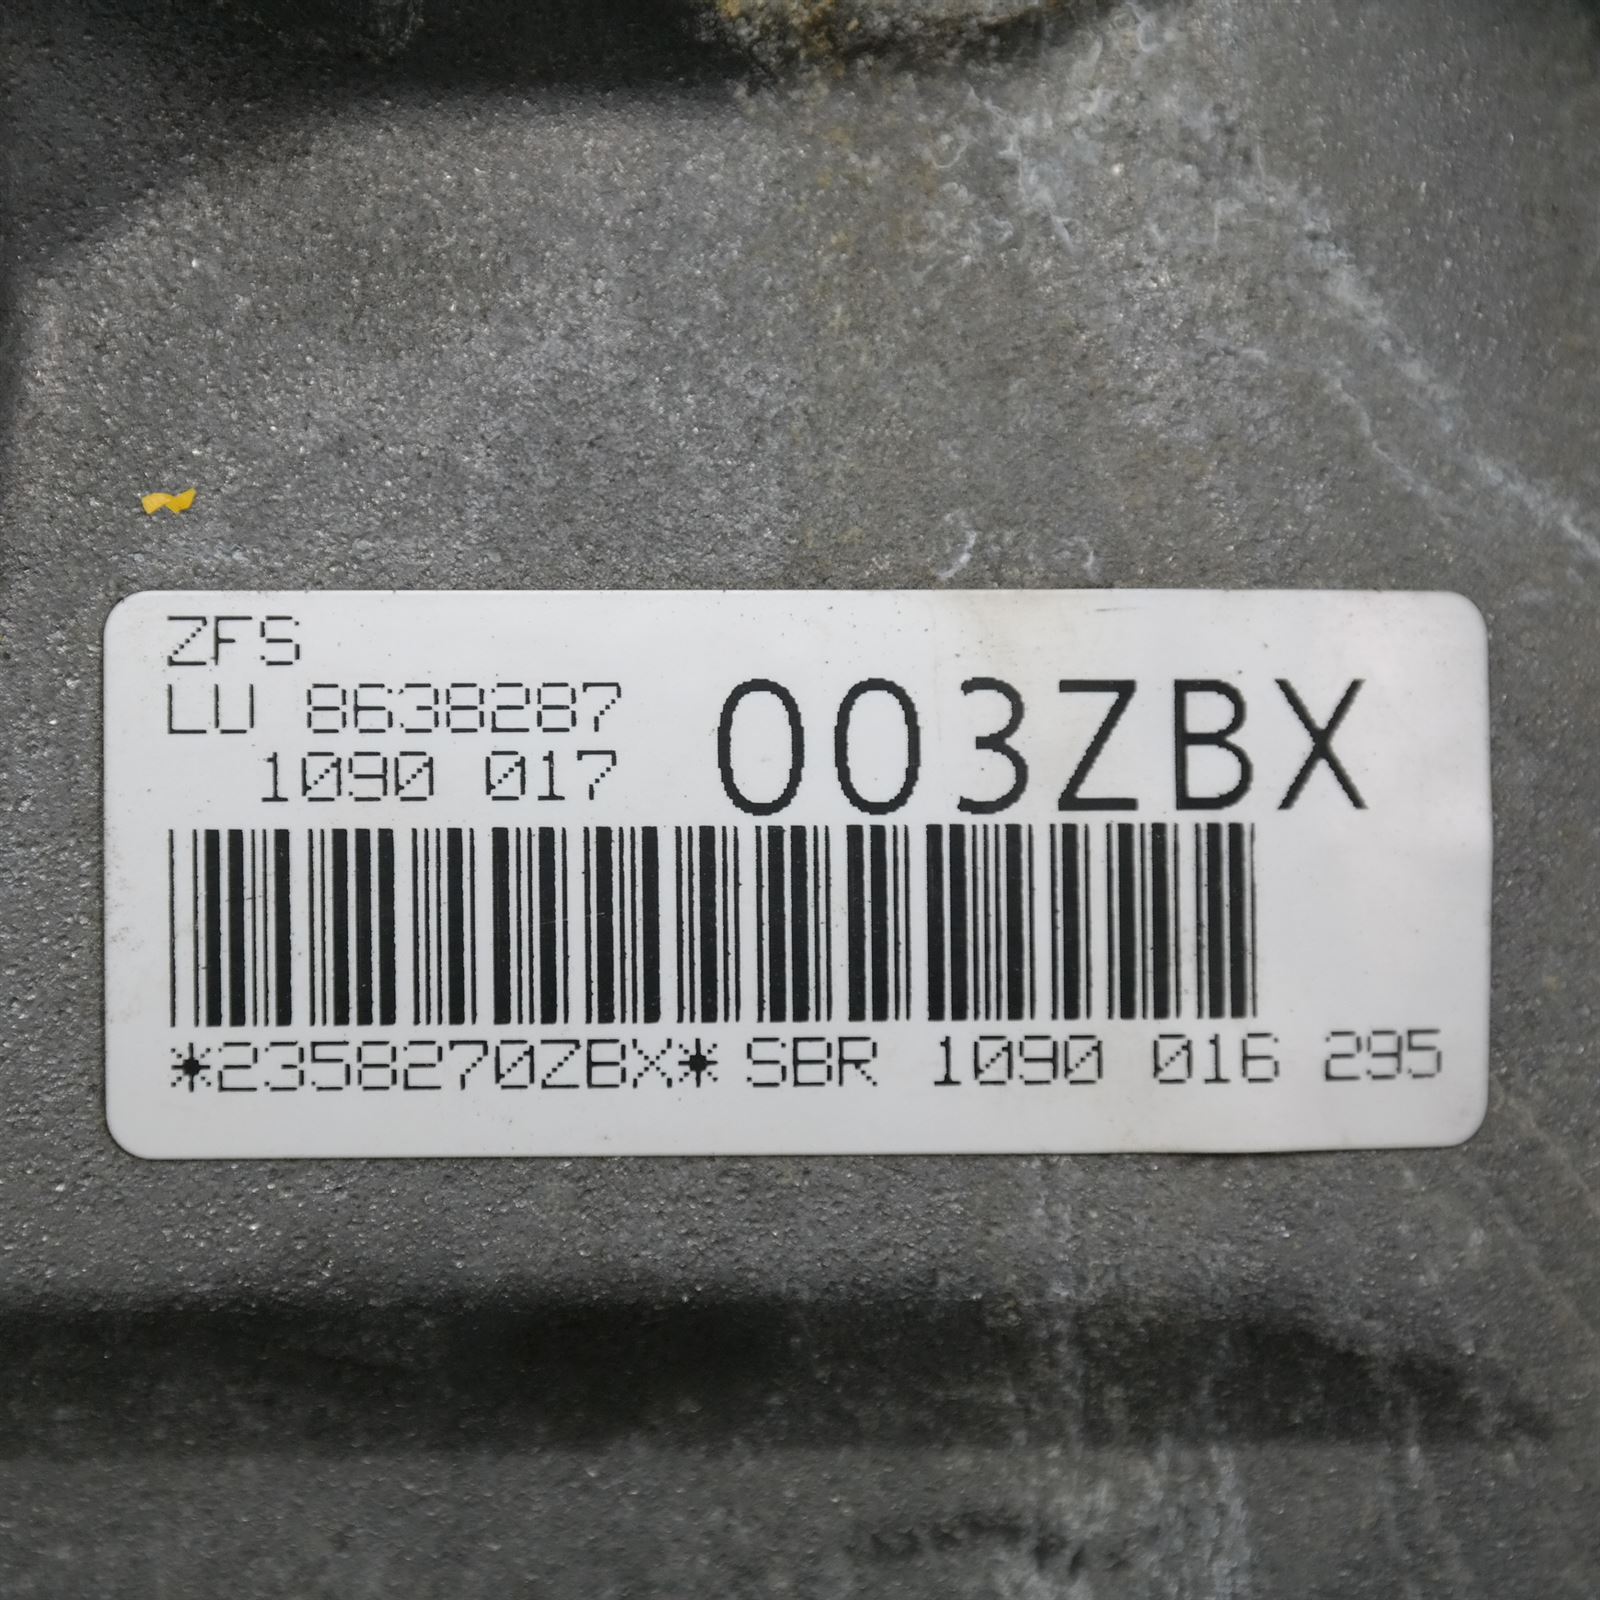 ZFS
LU 8638287
1090 017
003ZBX
*2358270ZBX* SBR 1090 016 295